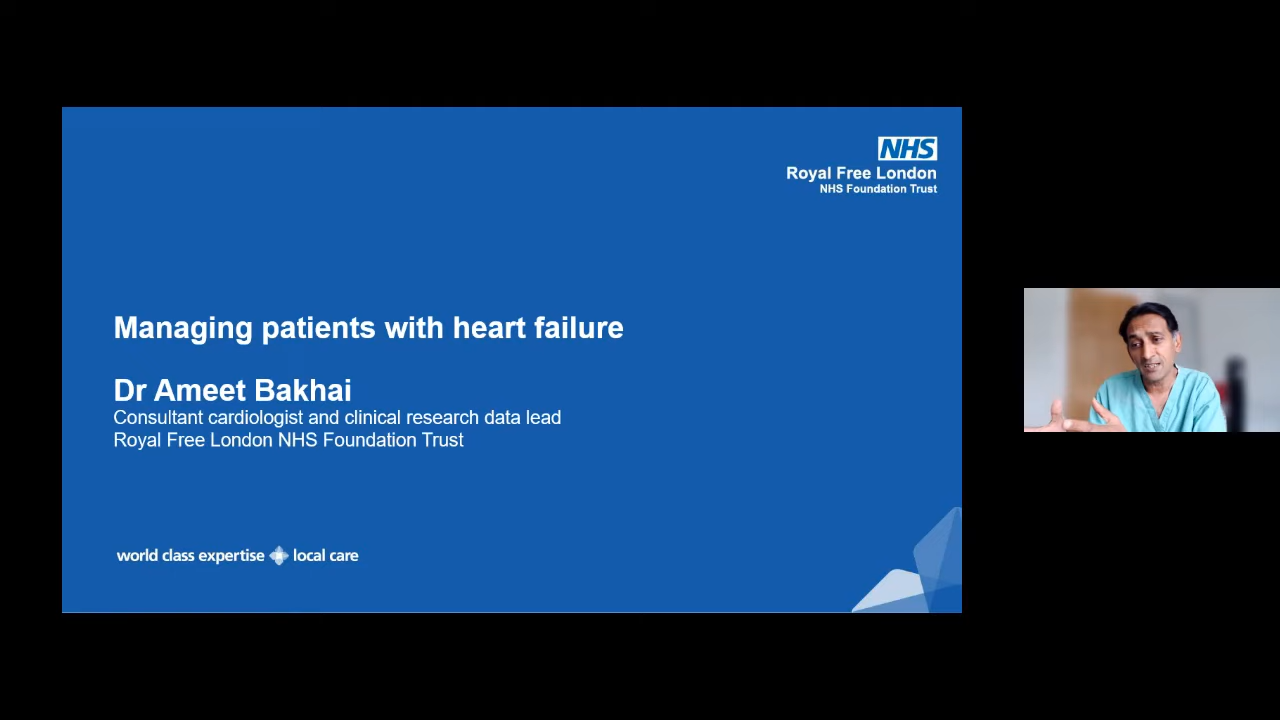 NHS
Royal Free London
NHS Foundation Trust
Managing patients with heart failure
Dr Ameet Bakhai
Consultant cardiologist and clinical research data lead
Royal Free London NHS Foundation Trust
world class expertise local care